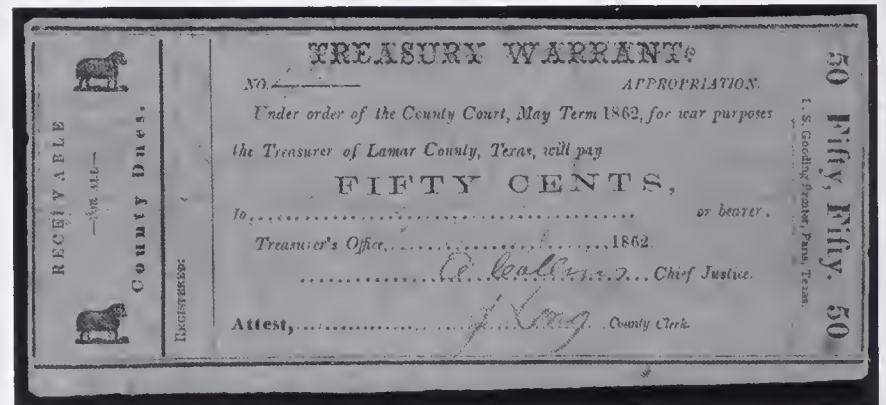 RECEIVABLE
—FOR ALL—
County Dues.
REGISTERED:
TREASURY WARRANT.
NO. APPROPRIATION.
Under order of the County Court, May Term 1862, for war purposes
the Treasurer of Lamar County, Texas, will pay
FIFTY CENTS,
To, or bearer.
Treasurer's Office, 1862.
Chief Justice.
Attest, J. Long County Clerk.
I. S. Gooding Printer, Paris, Texas.
50 Fifty, Fifty. 50